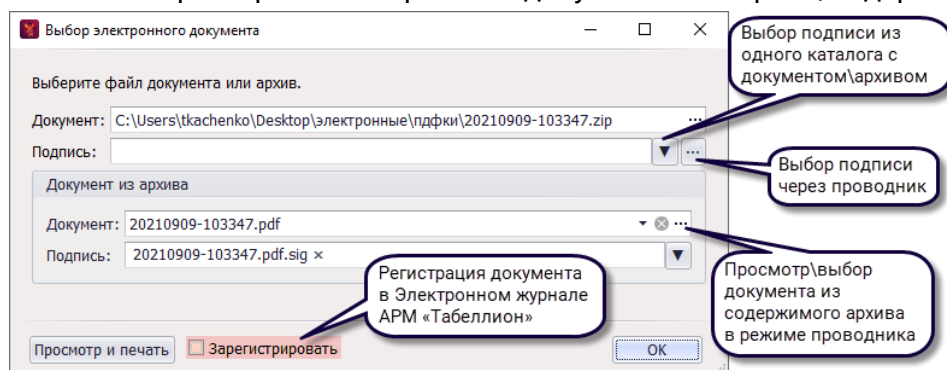 Выбор электронного документа
Выбор подписи из
одного каталога с
документом\архивом
Выберите файл документа или архив.
Документ: C:\Users\tkachenko\Desktop\электронные\пдфки\20210909-103347.zip ...
Подпись: ...
Выбор подписи
через проводник
Документ из архива
Документ: 20210909-103347.pdf ...
Подпись: 20210909-103347.pdf.sig ×
Регистрация документа
в Электронном журнале
АРМ «Табеллион»
Просмотр\выбор
документа из
содержимого архива
в режиме проводника
Просмотр и печать Зарегистрировать OK